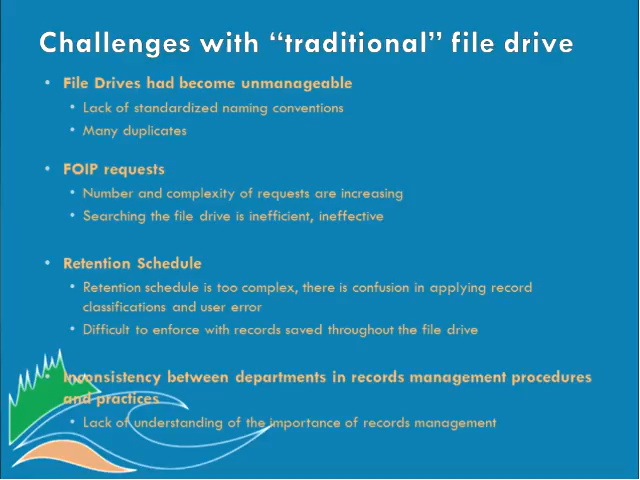 Challenges with “traditional” file drive
• File Drives had become unmanageable
• Lack of standardized naming conventions
• Many duplicates
• FOIP requests
• Number and complexity of requests are increasing
• Searching the file drive is inefficient, ineffective
• Retention Schedule
• Retention schedule is too complex, there is confusion in applying record
classifications and user error
• Difficult to enforce with records saved throughout the file drive
• Inconsistency between departments in records management procedures
and practices
• Lack of understanding of the importance of records management